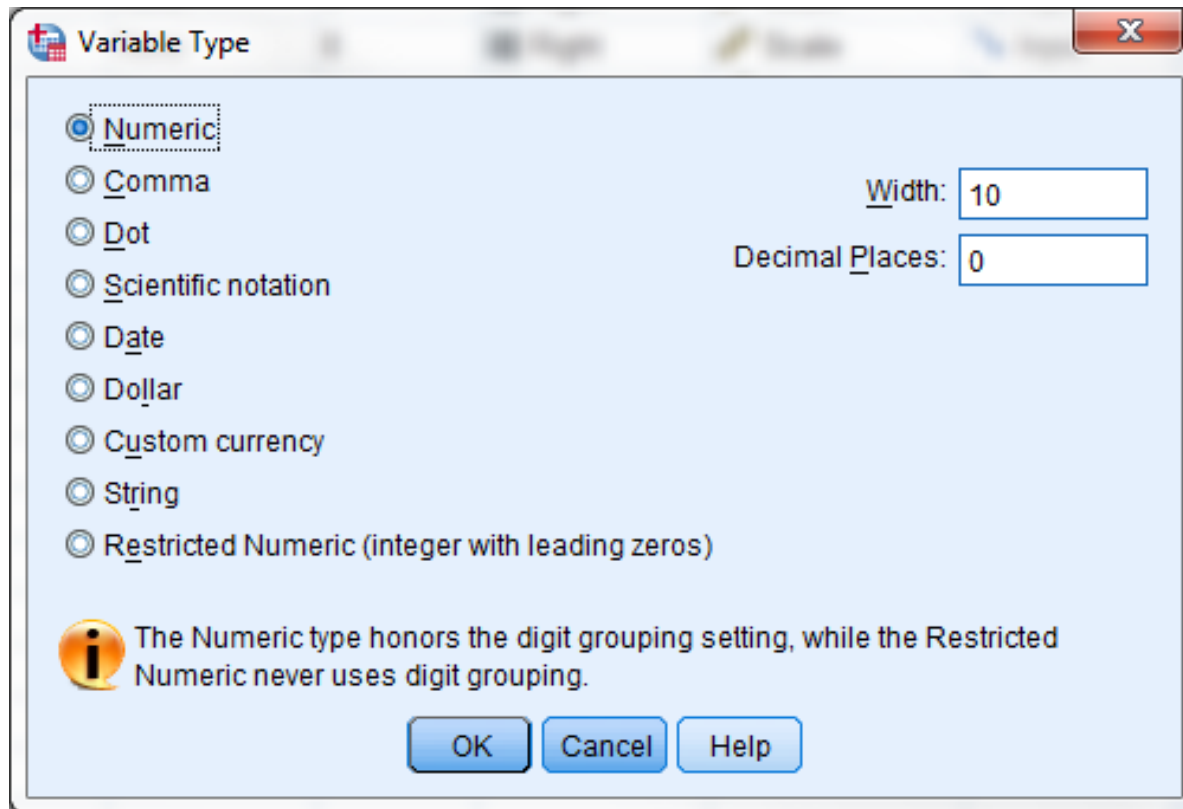 Variable Type
Numeric
Comma
Width: 10
Dot
Decimal Places: 0
Scientific notation
Date
Dollar
Custom currency
String
Restricted Numeric (integer with leading zeros)
The Numeric type honors the digit grouping setting, while the Restricted
Numeric never uses digit grouping.
OK Cancel Help